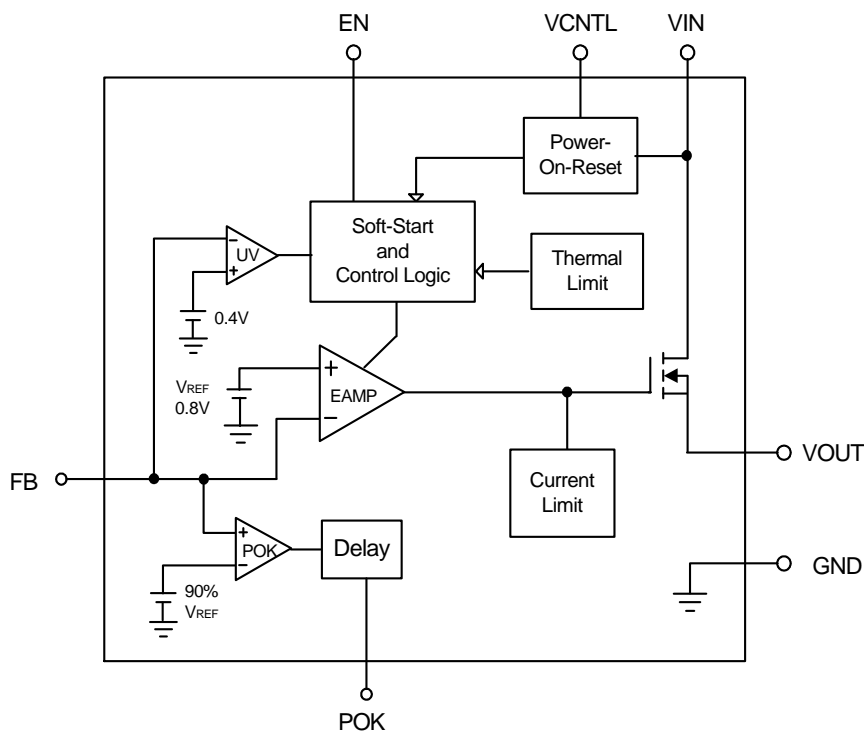 EN
VCNTL
VIN
Power-
On-Reset
Soft-Start
and
Control Logic
UV
Thermal
Limit
0.4V
VREF
0.8V
EAMP
FB
VOUT
Current
Limit
POK
Delay
GND
90%
VREF
POK